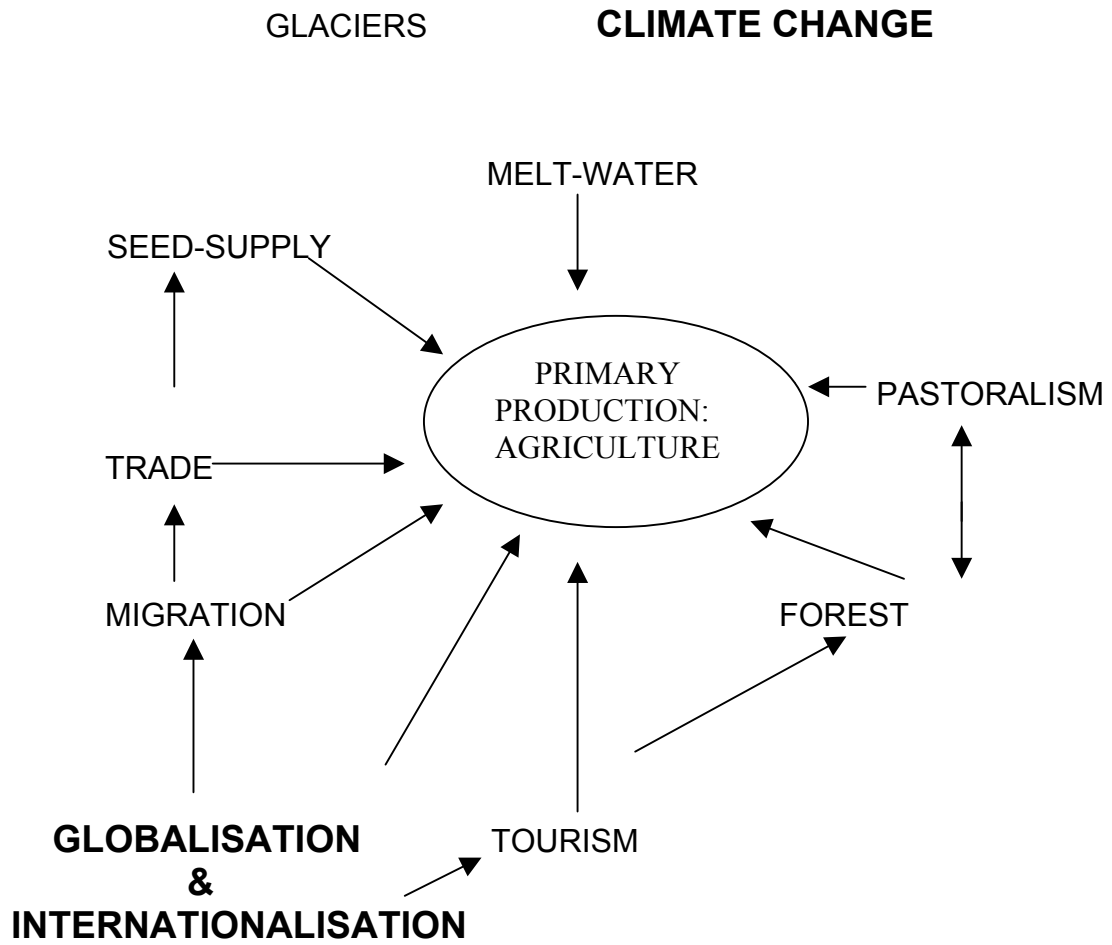 GLACIERS CLIMATE CHANGE
MELT-WATER
SEED-SUPPLY
PRIMARY
PRODUCTION:
AGRICULTURE
PASTORALISM
TRADE
MIGRATION
FOREST
GLOBALISATION
&
INTERNATIONALISATION
TOURISM